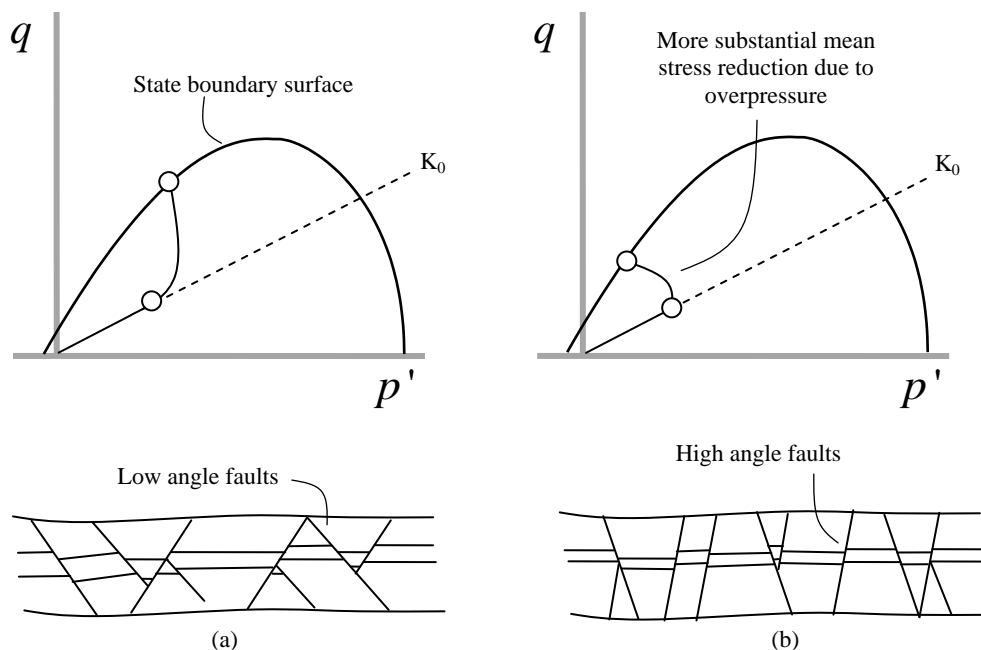 q
State boundary surface
K₀
p'
Low angle faults
(a)
q
More substantial mean
stress reduction due to
overpressure
K₀
p'
High angle faults
(b)